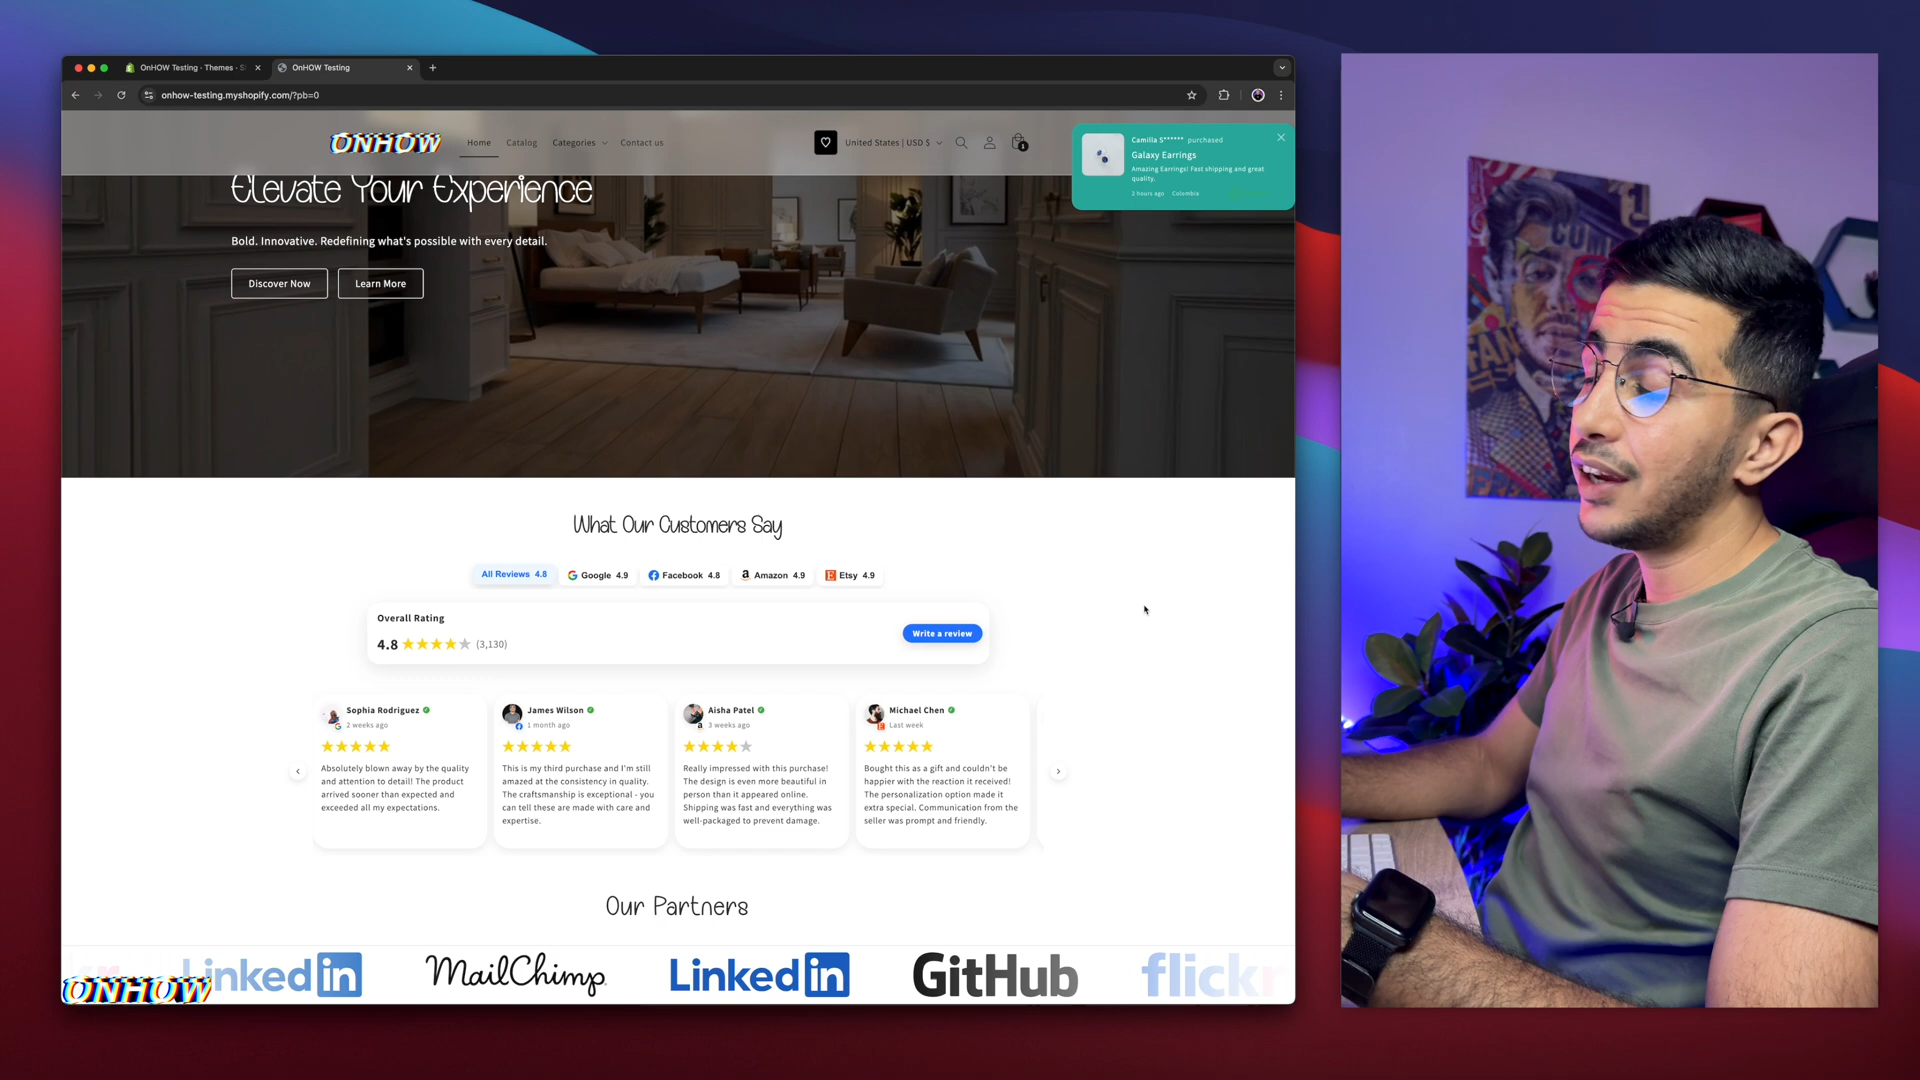 OnHOW Testing · Themes · S
OnHOW Testing
onhow-testing.myshopify.com/?pb=0
ONHOW
Home
Catalog
Categories
Contact us
United States | USD $
1
Camilla S****** purchased
Galaxy Earrings
Amazing Earrings! Fast shipping and great
quality.
2 hours ago Colombia
Elevate Your Experience
Bold. Innovative. Redefining what's possible with every detail.
Discover Now
Learn More
What Our Customers Say
All Reviews 4.8
Google 4.9
Facebook 4.8
Amazon 4.9
Etsy 4.9
Overall Rating
4.8 (3,130)
Write a review
Sophia Rodriguez
2 weeks ago
Absolutely blown away by the quality
and attention to detail! The product
arrived sooner than expected and
exceeded all my expectations.
James Wilson
1 month ago
This is my third purchase and I'm still
amazed at the consistency in quality.
The craftsmanship is exceptional - you
can tell these are made with care and
expertise.
Aisha Patel
3 weeks ago
Really impressed with this purchase!
The design is even more beautiful in
person than it appeared online.
Shipping was fast and everything was
well-packaged to prevent damage.
Michael Chen
Last week
Bought this as a gift and couldn't be
happier with the reaction it received!
The personalization option made it
extra special. Communication from the
seller was prompt and friendly.
Our Partners
Linkedin
MailChimp
Linkedin
GitHub
flickr
ONHOW